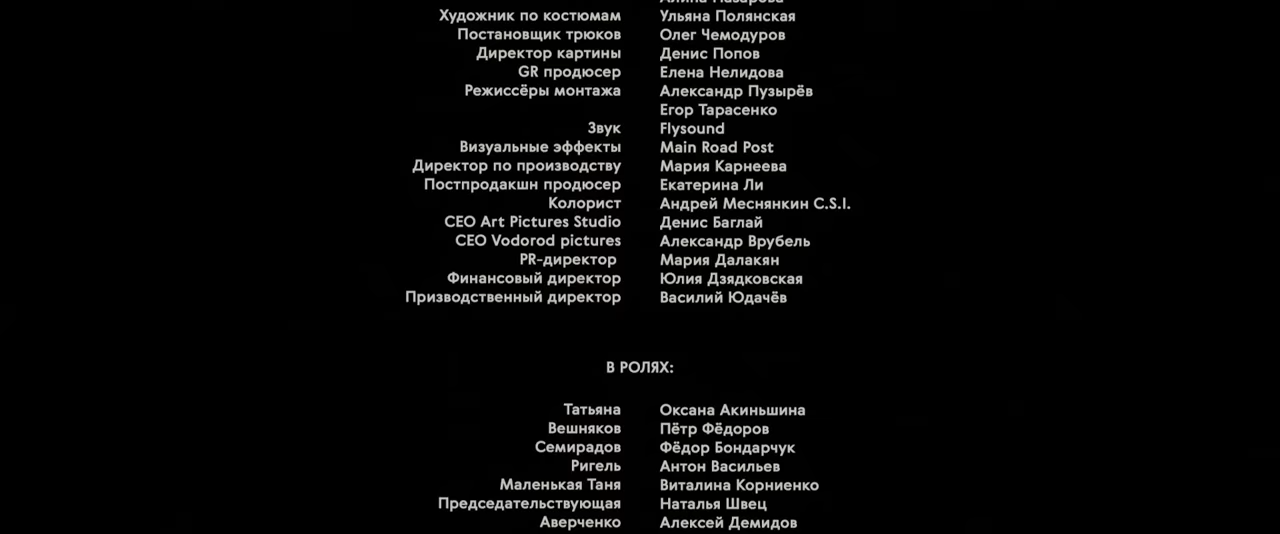 Алина Назарова
Художник по костюмам Ульяна Полянская
Постановщик трюков Олег Чемодуров
Директор картины Денис Попов
GR продюсер Елена Нелидова
Режиссёры монтажа Александр Пузырёв
Егор Тарасенко
Звук Flysound
Визуальные эффекты Main Road Post
Директор по производству Мария Карнеева
Постпродакшн продюсер Екатерина Ли
Колорист Андрей Меснянкин C.S.I.
CEO Art Pictures Studio Денис Баглай
CEO Vodorod pictures Александр Врубель
PR-директор Мария Далакян
Финансовый директор Юлия Дзядковская
Призводственный директор Василий Юдачёв
В РОЛЯХ:
Татьяна Оксана Акиньшина
Вешняков Пётр Фёдоров
Семирадов Фёдор Бондарчук
Ригель Антон Васильев
Маленькая Таня Виталина Корниенко
Председательствующая Наталья Швец
Аверченко Алексей Демидов